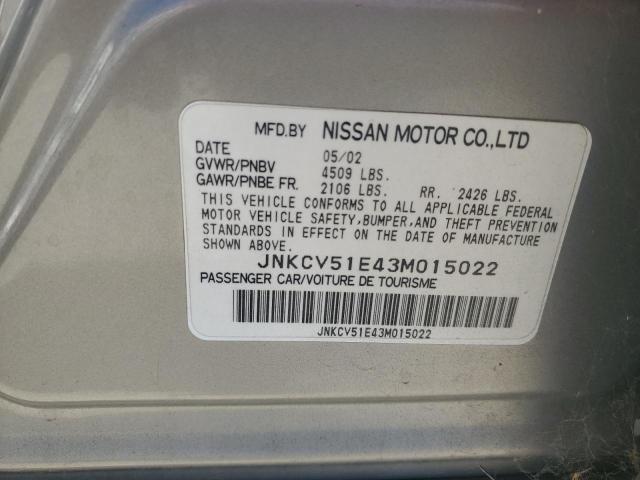 MFD.BY NISSAN MOTOR CO.,LTD
DATE 05/02
GVWR/PNBV 4509 LBS.
GAWR/PNBE FR. 2106 LBS. RR. 2426 LBS.
THIS VEHICLE CONFORMS TO ALL APPLICABLE FEDERAL
MOTOR VEHICLE SAFETY,BUMPER,AND THEFT PREVENTION
STANDARDS IN EFFECT ON THE DATE OF MANUFACTURE
SHOWN ABOVE.
JNKCV51E43M015022
PASSENGER CAR/VOITURE DE TOURISME
JNKCV51E43M015022